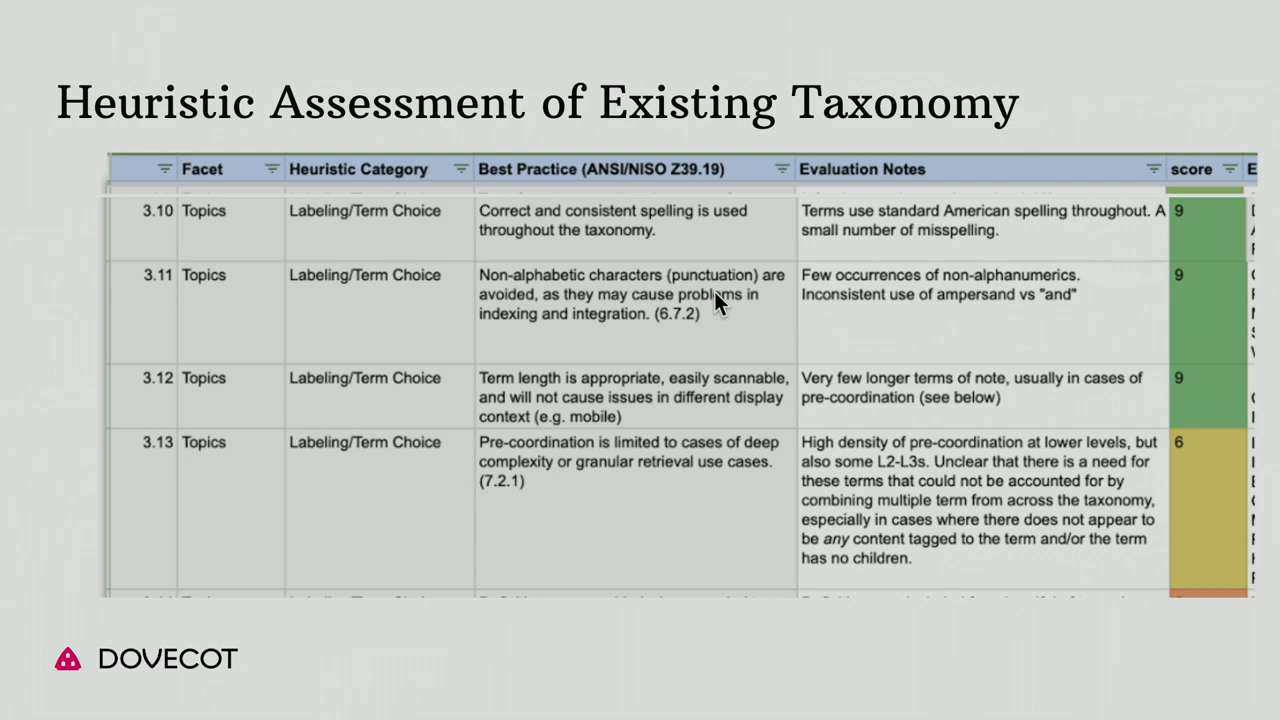 Heuristic Assessment of Existing Taxonomy
Facet Heuristic Category Best Practice (ANSI/NISO Z39.19) Evaluation Notes score E
3.10 Topics Labeling/Term Choice Correct and consistent spelling is used Terms use standard American spelling throughout. A 9
throughout the taxonomy. small number of misspelling.
3.11 Topics Labeling/Term Choice Non-alphabetic characters (punctuation) are Few occurrences of non-alphanumerics. 9
avoided, as they may cause problems in Inconsistent use of ampersand vs "and"
indexing and integration. (6.7.2)
3.12 Topics Labeling/Term Choice Term length is appropriate, easily scannable, Very few longer terms of note, usually in cases of 9
and will not cause issues in different display pre-coordination (see below)
context (e.g. mobile)
3.13 Topics Labeling/Term Choice Pre-coordination is limited to cases of deep High density of pre-coordination at lower levels, but 6
complexity or granular retrieval use cases. also some L2-L3s. Unclear that there is a need for
(7.2.1) these terms that could not be accounted for by
combining multiple term from across the taxonomy,
especially in cases where there does not appear to
be any content tagged to the term and/or the term
has no children.
DOVECOT